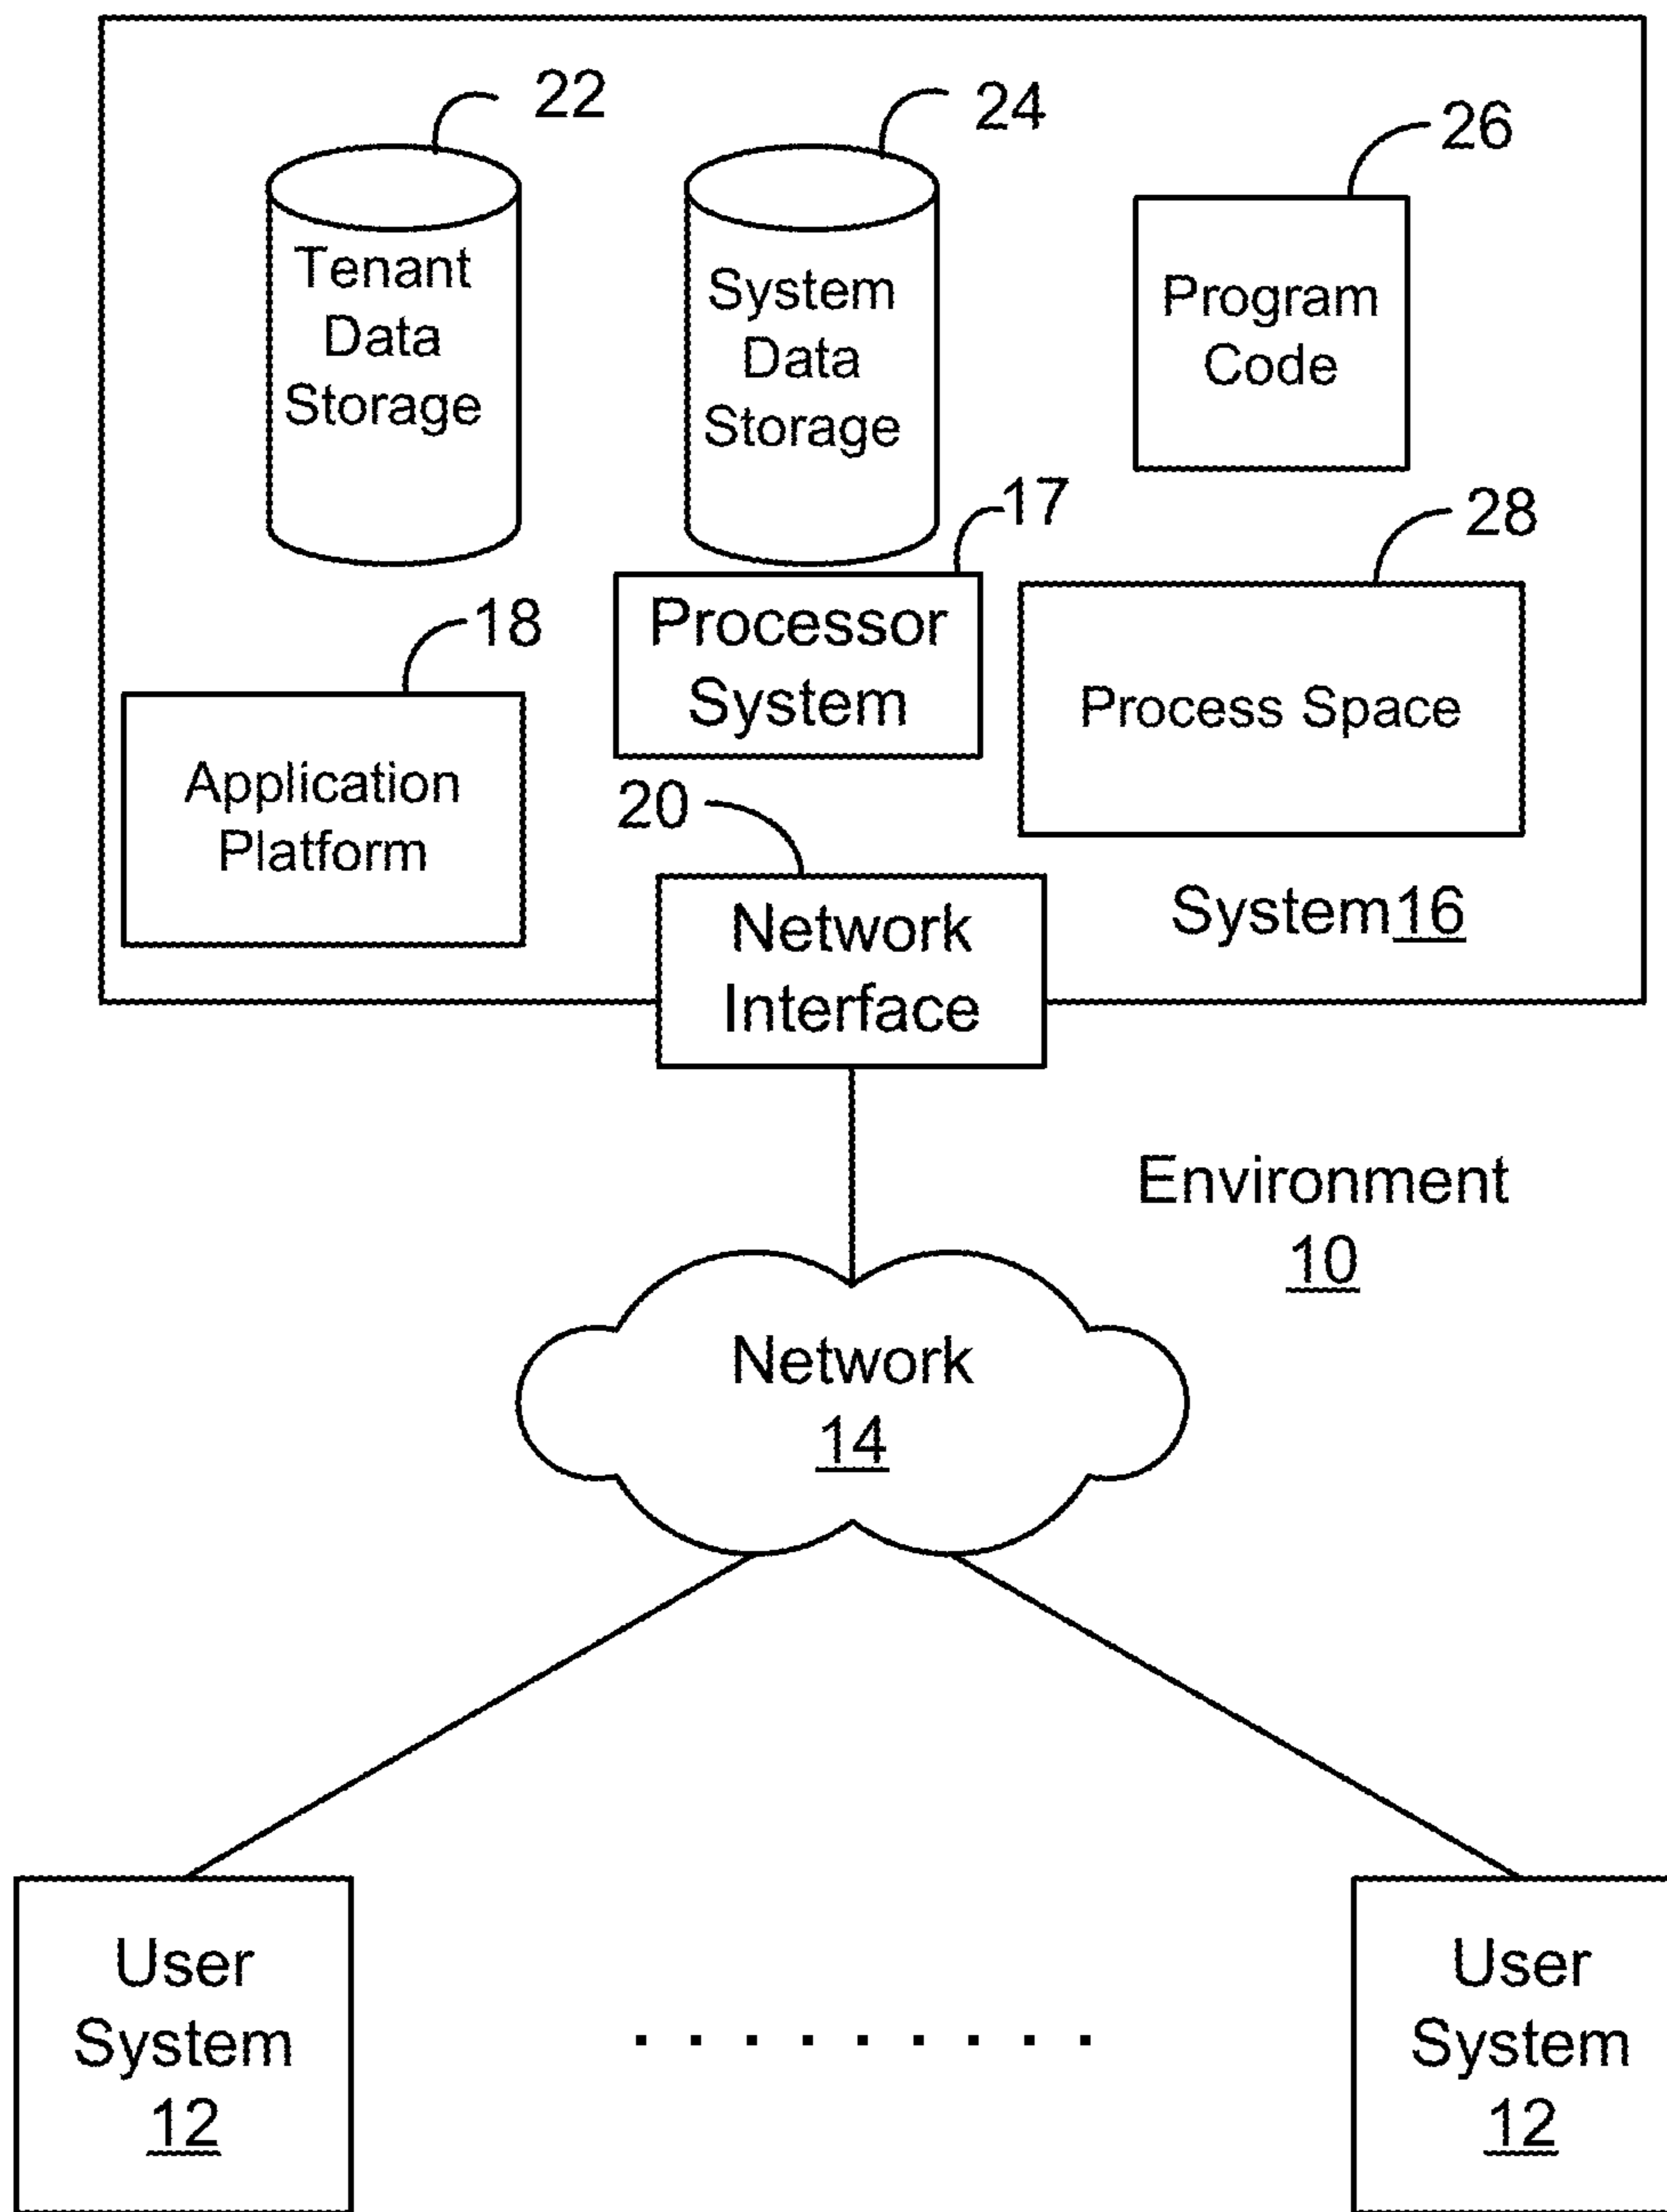 22
24
26
Tenant
Data
Storage
System
Data
Storage
Program
Code
17
28
18
Processor
System
Process Space
Application
Platform
20
Network
Interface
System16
Environment
10
Network
14
User
System
12
. . . . . . . . .
User
System
12